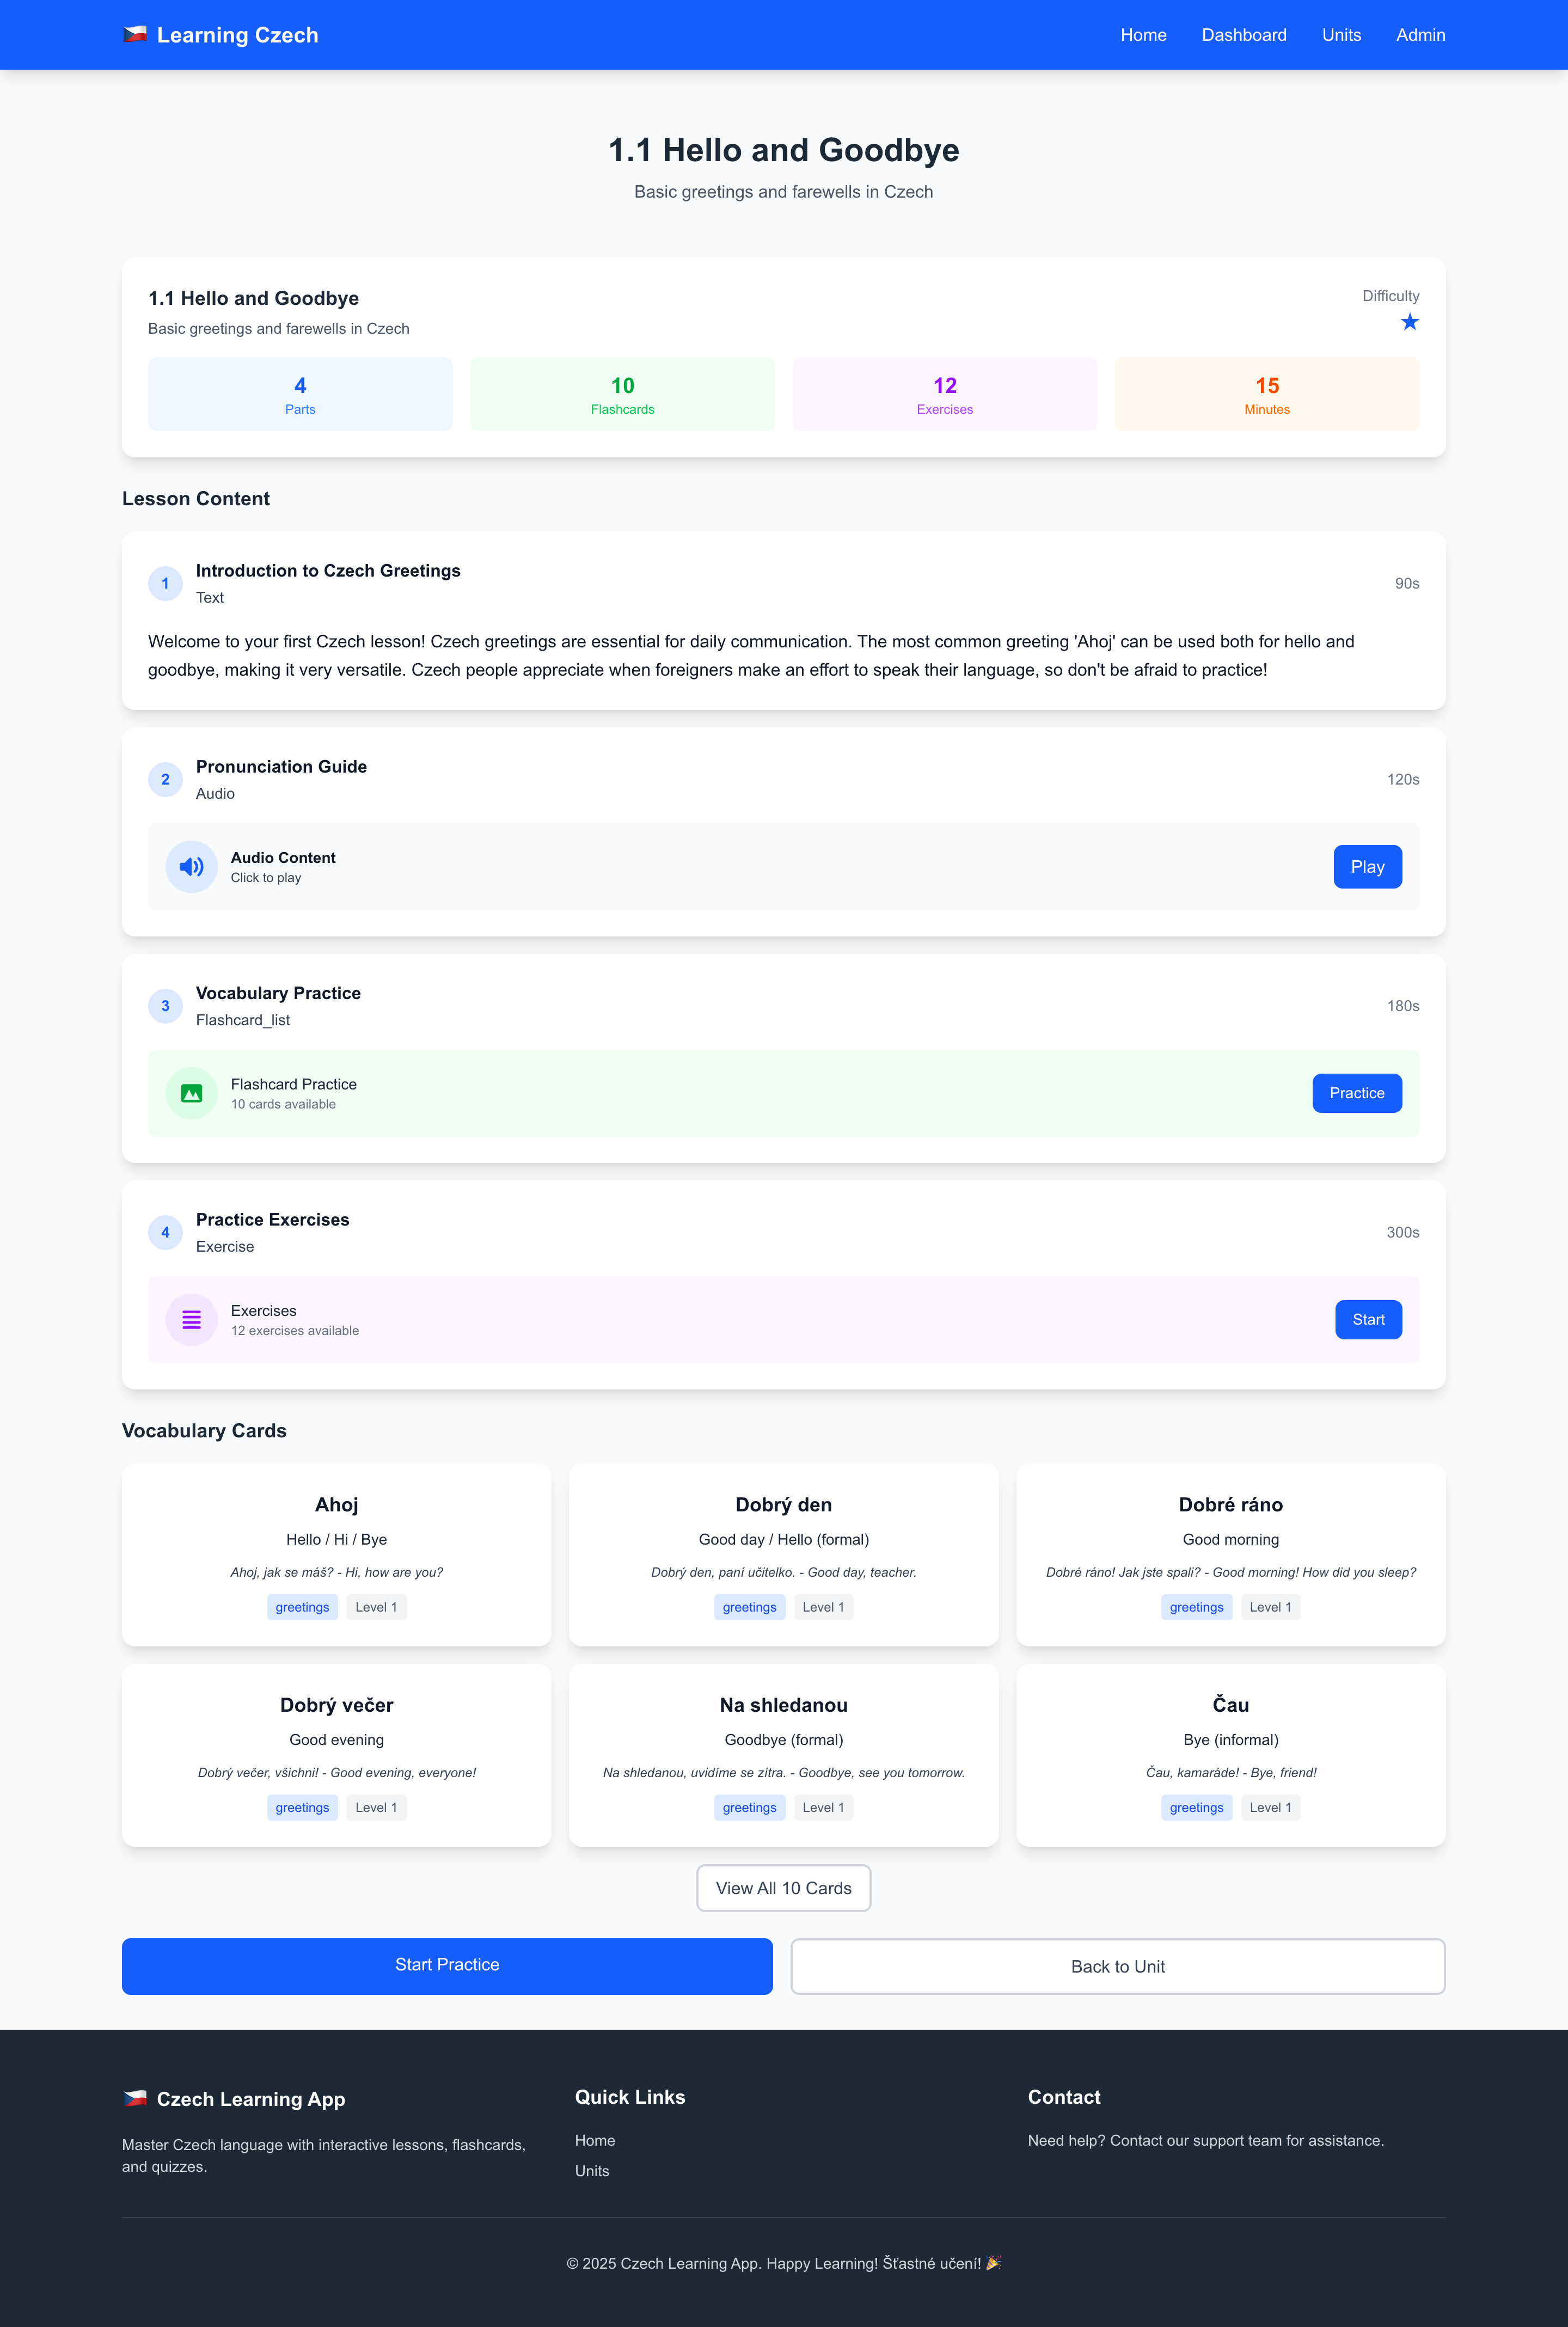 Learning Czech
Home
Dashboard
Units
Admin
1.1 Hello and Goodbye
Basic greetings and farewells in Czech
1.1 Hello and Goodbye
Basic greetings and farewells in Czech
Difficulty
4
Parts
10
Flashcards
12
Exercises
15
Minutes
Lesson Content
1
Introduction to Czech Greetings
Text
90s
Welcome to your first Czech lesson! Czech greetings are essential for daily communication. The most common greeting 'Ahoj' can be used both for hello and
goodbye, making it very versatile. Czech people appreciate when foreigners make an effort to speak their language, so don't be afraid to practice!
2
Pronunciation Guide
Audio
120s
Audio Content
Click to play
Play
3
Vocabulary Practice
Flashcard_list
180s
Flashcard Practice
10 cards available
Practice
4
Practice Exercises
Exercise
300s
Exercises
12 exercises available
Start
Vocabulary Cards
Ahoj
Hello / Hi / Bye
Ahoj, jak se máš? - Hi, how are you?
greetings
Level 1
Dobrý den
Good day / Hello (formal)
Dobrý den, paní učitelko. - Good day, teacher.
greetings
Level 1
Dobré ráno
Good morning
Dobré ráno! Jak jste spali? - Good morning! How did you sleep?
greetings
Level 1
Dobrý večer
Good evening
Dobrý večer, všichni! - Good evening, everyone!
greetings
Level 1
Na shledanou
Goodbye (formal)
Na shledanou, uvidíme se zítra. - Goodbye, see you tomorrow.
greetings
Level 1
Čau
Bye (informal)
Čau, kamaráde! - Bye, friend!
greetings
Level 1
View All 10 Cards
Start Practice
Back to Unit
Czech Learning App
Master Czech language with interactive lessons, flashcards,
and quizzes.
Quick Links
Home
Units
Contact
Need help? Contact our support team for assistance.
© 2025 Czech Learning App. Happy Learning! Šťastné učení! 🎉